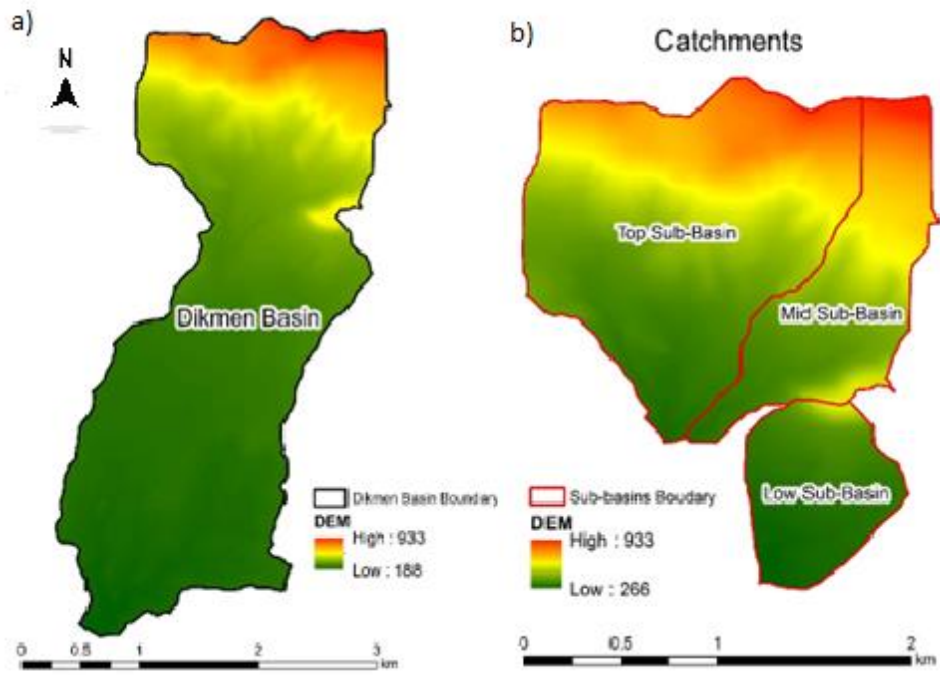 a)
N
Dikmen Basin
Dikmen Basin Boundary
DEM
High : 933
Low : 188
0 0.5 1 2 3
km
b)
Catchments
Top Sub-Basin
Mid Sub-Basin
Low Sub-Basin
Sub-basins Boudary
DEM
High : 933
Low : 266
0 0.5 1 2
km